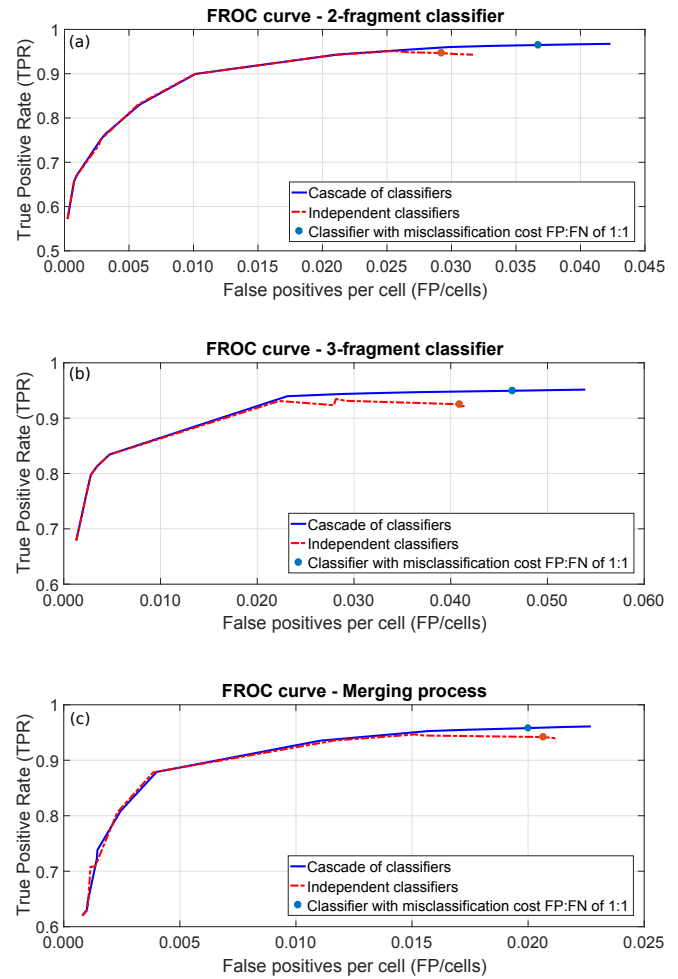 FROC curve - 2-fragment classifier
(a)
True Positive Rate (TPR)
1
0.9
0.8
0.7
0.6
0.5
Cascade of classifiers
Independent classifiers
Classifier with misclassification cost FP:FN of 1:1
0.000 0.005 0.010 0.015 0.020 0.025 0.030 0.035 0.040 0.045
False positives per cell (FP/cells)
FROC curve - 3-fragment classifier
(b)
True Positive Rate (TPR)
1
0.9
0.8
0.7
0.6
Cascade of classifiers
Independent classifiers
Classifier with misclassification cost FP:FN of 1:1
0.000 0.010 0.020 0.030 0.040 0.050 0.060
False positives per cell (FP/cells)
FROC curve - Merging process
(c)
True Positive Rate (TPR)
1
0.9
0.8
0.7
0.6
Cascade of classifiers
Independent classifiers
Classifier with misclassification cost FP:FN of 1:1
0.000 0.005 0.010 0.015 0.020 0.025
False positives per cell (FP/cells)